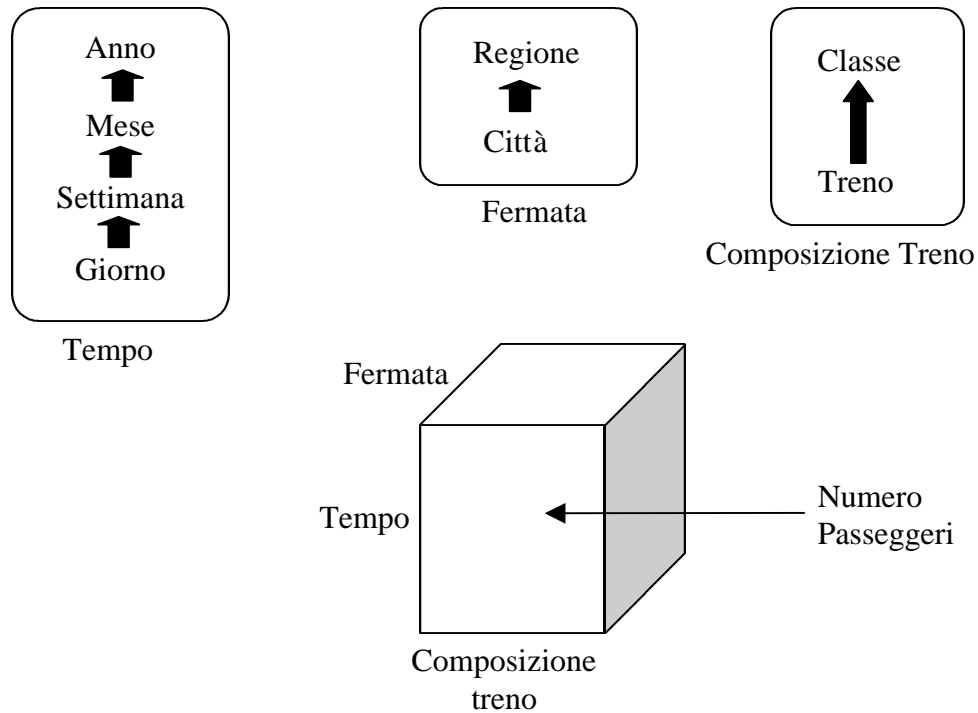 Anno
Mese
Settimana
Giorno
Tempo
Regione
Città
Fermata
Classe
Treno
Composizione Treno
Fermata
Tempo
Numero
Passeggeri
Composizione
treno